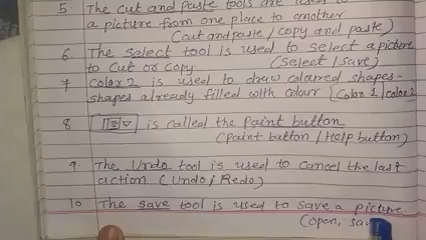 5 The cut and paste tools are used to
a picture from one place to another
(cut and paste / copy and paste)
6. The select tool is used to select a picture
to cut or copy (Select / save)
7 Color 2 is used to draw coloured shapes-
shapes already filled with colour (Color 1 / color 2
8 is called the Paint button
(Paint button / Help button)
9. The Undo tool is used to cancel the last
action (Undo / Redo)
10 The save tool is used to save a picture
(open, sa